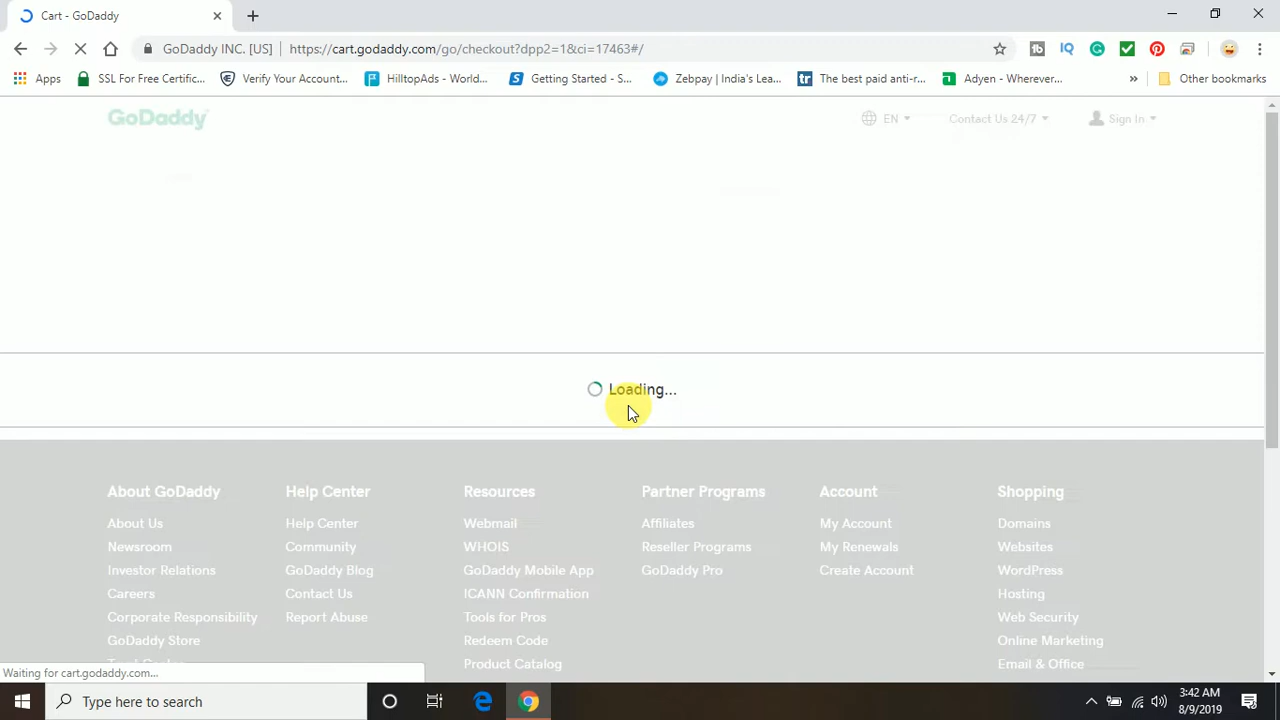 Cart - GoDaddy
GoDaddy INC. [US] https://cart.godaddy.com/go/checkout?dpp2=1&ci=17463#/
Apps SSL For Free Certific... Verify Your Account... HilltopAds - World... Getting Started - S... Zebpay | India's Lea... The best paid anti-r... Adyen - Wherever... » Other bookmarks
GoDaddy EN Contact Us 24/7 Sign In
Loading...
About GoDaddy Help Center Resources Partner Programs Account Shopping
About Us Help Center Webmail Affiliates My Account Domains
Newsroom Community WHOIS Reseller Programs My Renewals Websites
Investor Relations GoDaddy Blog GoDaddy Mobile App GoDaddy Pro Create Account WordPress
Careers Contact Us ICANN Confirmation Hosting
Corporate Responsibility Report Abuse Tools for Pros Web Security
GoDaddy Store Redeem Code Online Marketing
Product Catalog Email & Office
Waiting for cart.godaddy.com...
Type here to search
3:42 AM
8/9/2019